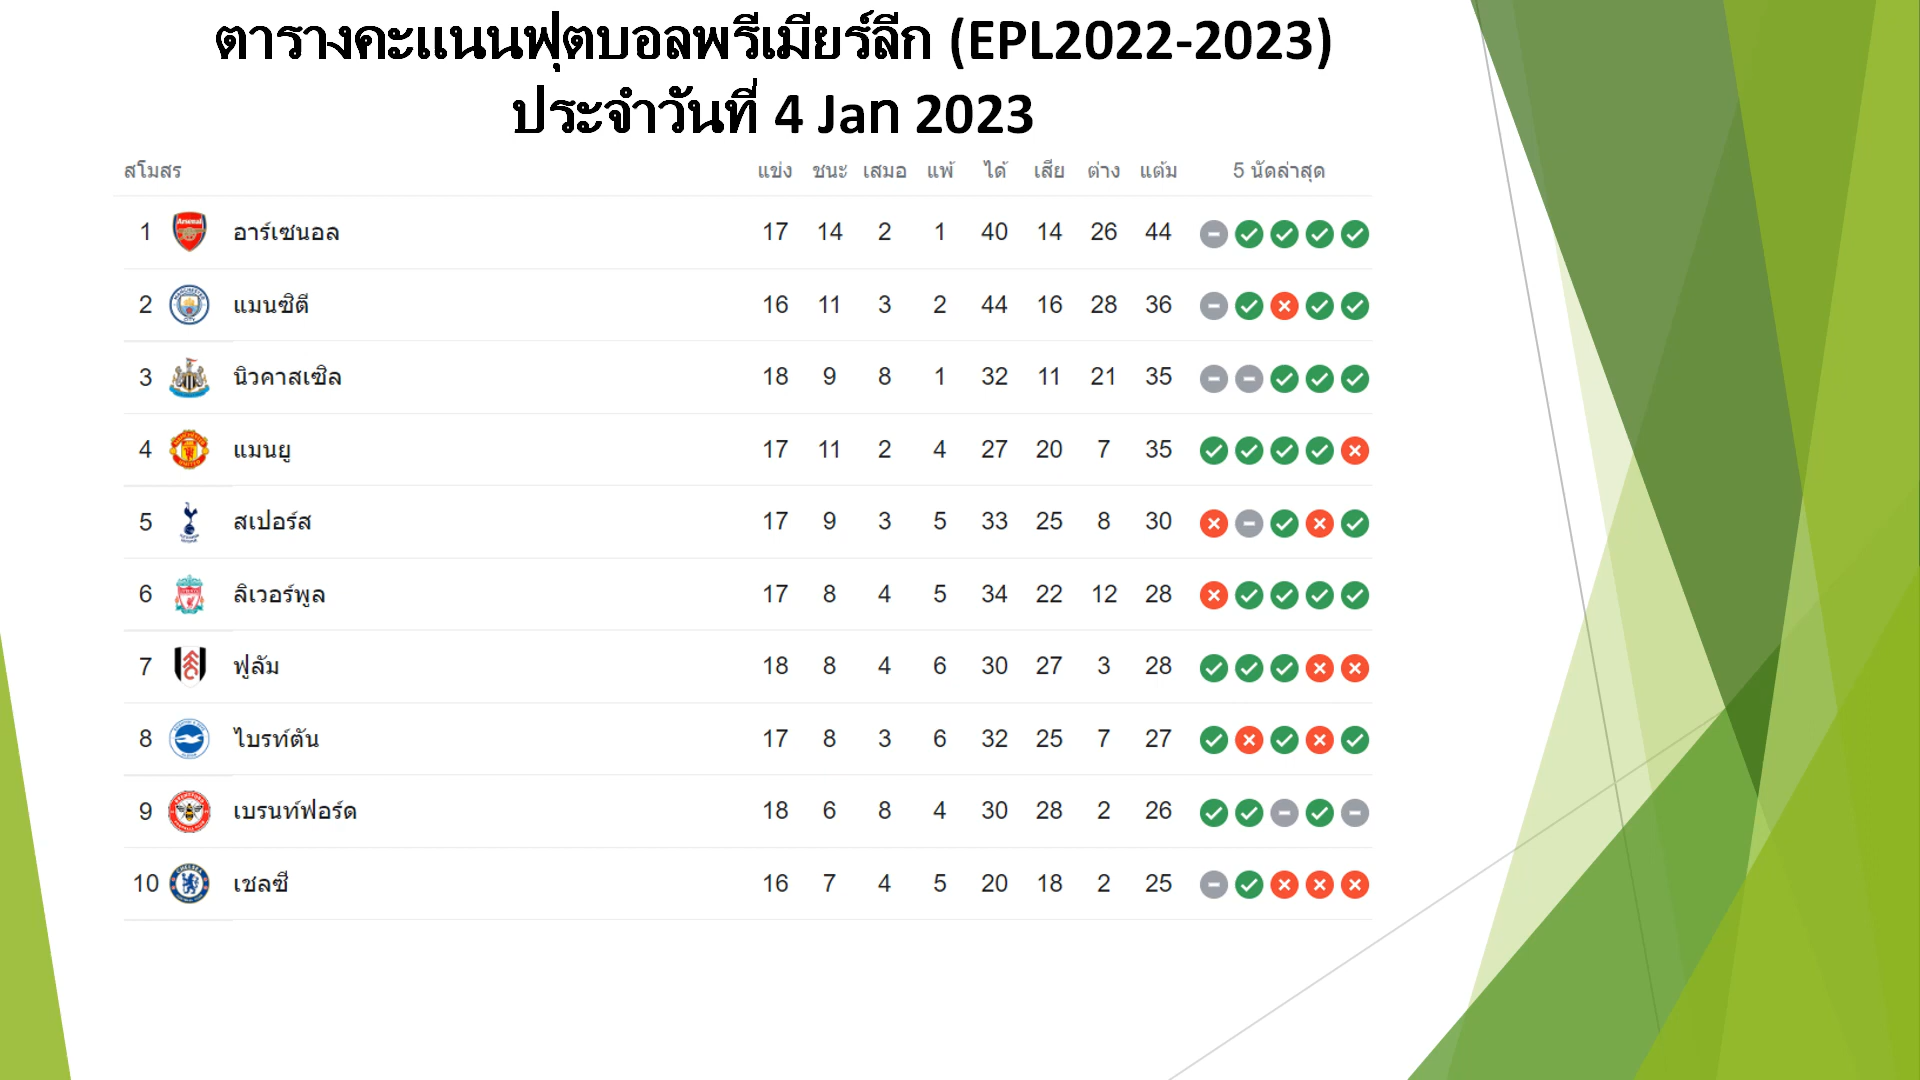 ตารางคะแนนฟุตบอลพรีเมียร์ลีก (EPL2022-2023)
ประจำวันที่ 4 Jan 2023
สโมสร แข่ง ชนะ เสมอ แพ้ ได้ เสีย ต่าง แต้ม 5 นัดล่าสุด
1 Arsenal อาร์เซนอล 17 14 2 1 40 14 26 44
2 แมนซิตี 16 11 3 2 44 16 28 36
3 นิวคาสเซิล 18 9 8 1 32 11 21 35
4 แมนยู 17 11 2 4 27 20 7 35
5 สเปอร์ส 17 9 3 5 33 25 8 30
6 ลิเวอร์พูล 17 8 4 5 34 22 12 28
7 ฟูลัม 18 8 4 6 30 27 3 28
8 ไบรท์ตัน 17 8 3 6 32 25 7 27
9 เบรนท์ฟอร์ด 18 6 8 4 30 28 2 26
10 เชลซี 16 7 4 5 20 18 2 25